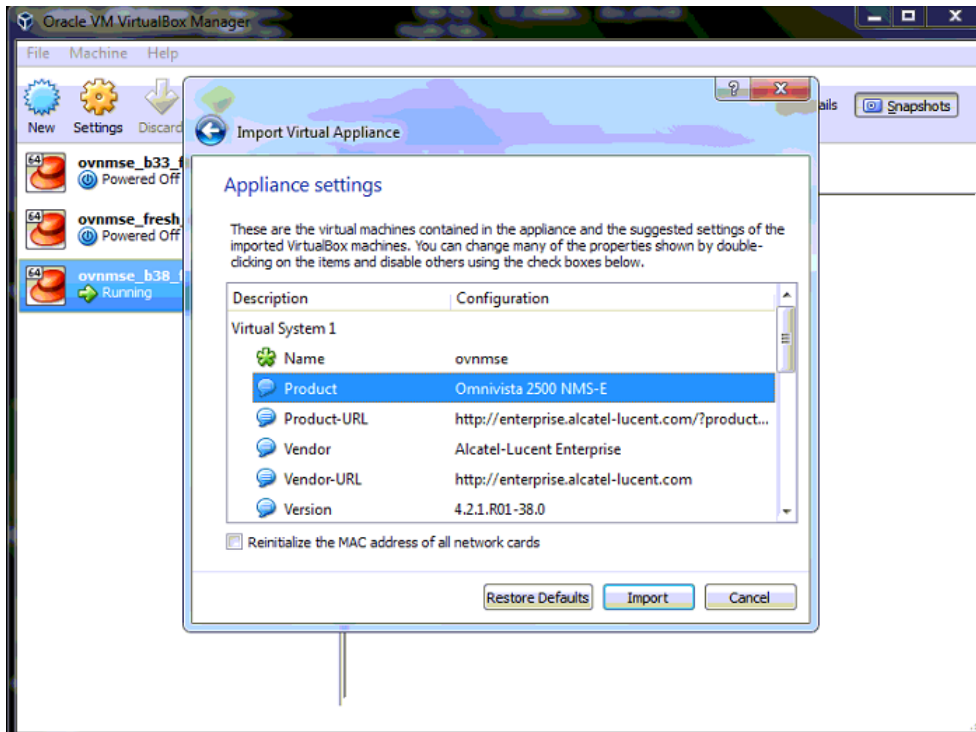 Oracle VM VirtualBox Manager
File Machine Help
New Settings Discard
ails Snapshots
64 ovnmse_b33_f
Powered Off
64 ovnmse_fresh_
Powered Off
64 ovnmse_b38_f
Running
Import Virtual Appliance
Appliance settings
These are the virtual machines contained in the appliance and the suggested settings of the
imported VirtualBox machines. You can change many of the properties shown by double-
clicking on the items and disable others using the check boxes below.
Description Configuration
Virtual System 1
Name ovnmse
Product Omnivista 2500 NMS-E
Product-URL http://enterprise.alcatel-lucent.com/?product...
Vendor Alcatel-Lucent Enterprise
Vendor-URL http://enterprise.alcatel-lucent.com
Version 4.2.1.R01-38.0
Reinitialize the MAC address of all network cards
Restore Defaults Import Cancel